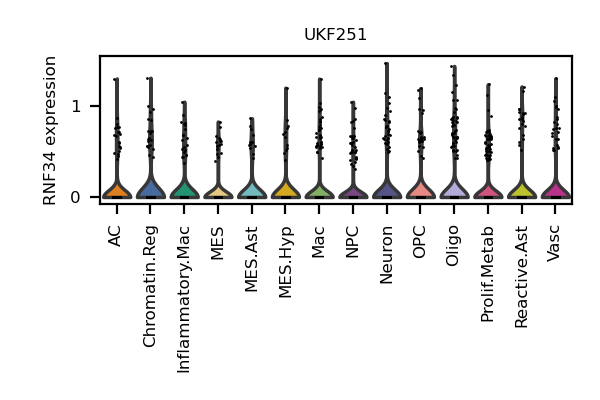 UKF251
RNF34 expression
1
0
AC
Chromatin.Reg
Inflammatory.Mac
MES
MES.Ast
MES.Hyp
Mac
NPC
Neuron
OPC
Oligo
Prolif.Metab
Reactive.Ast
Vasc